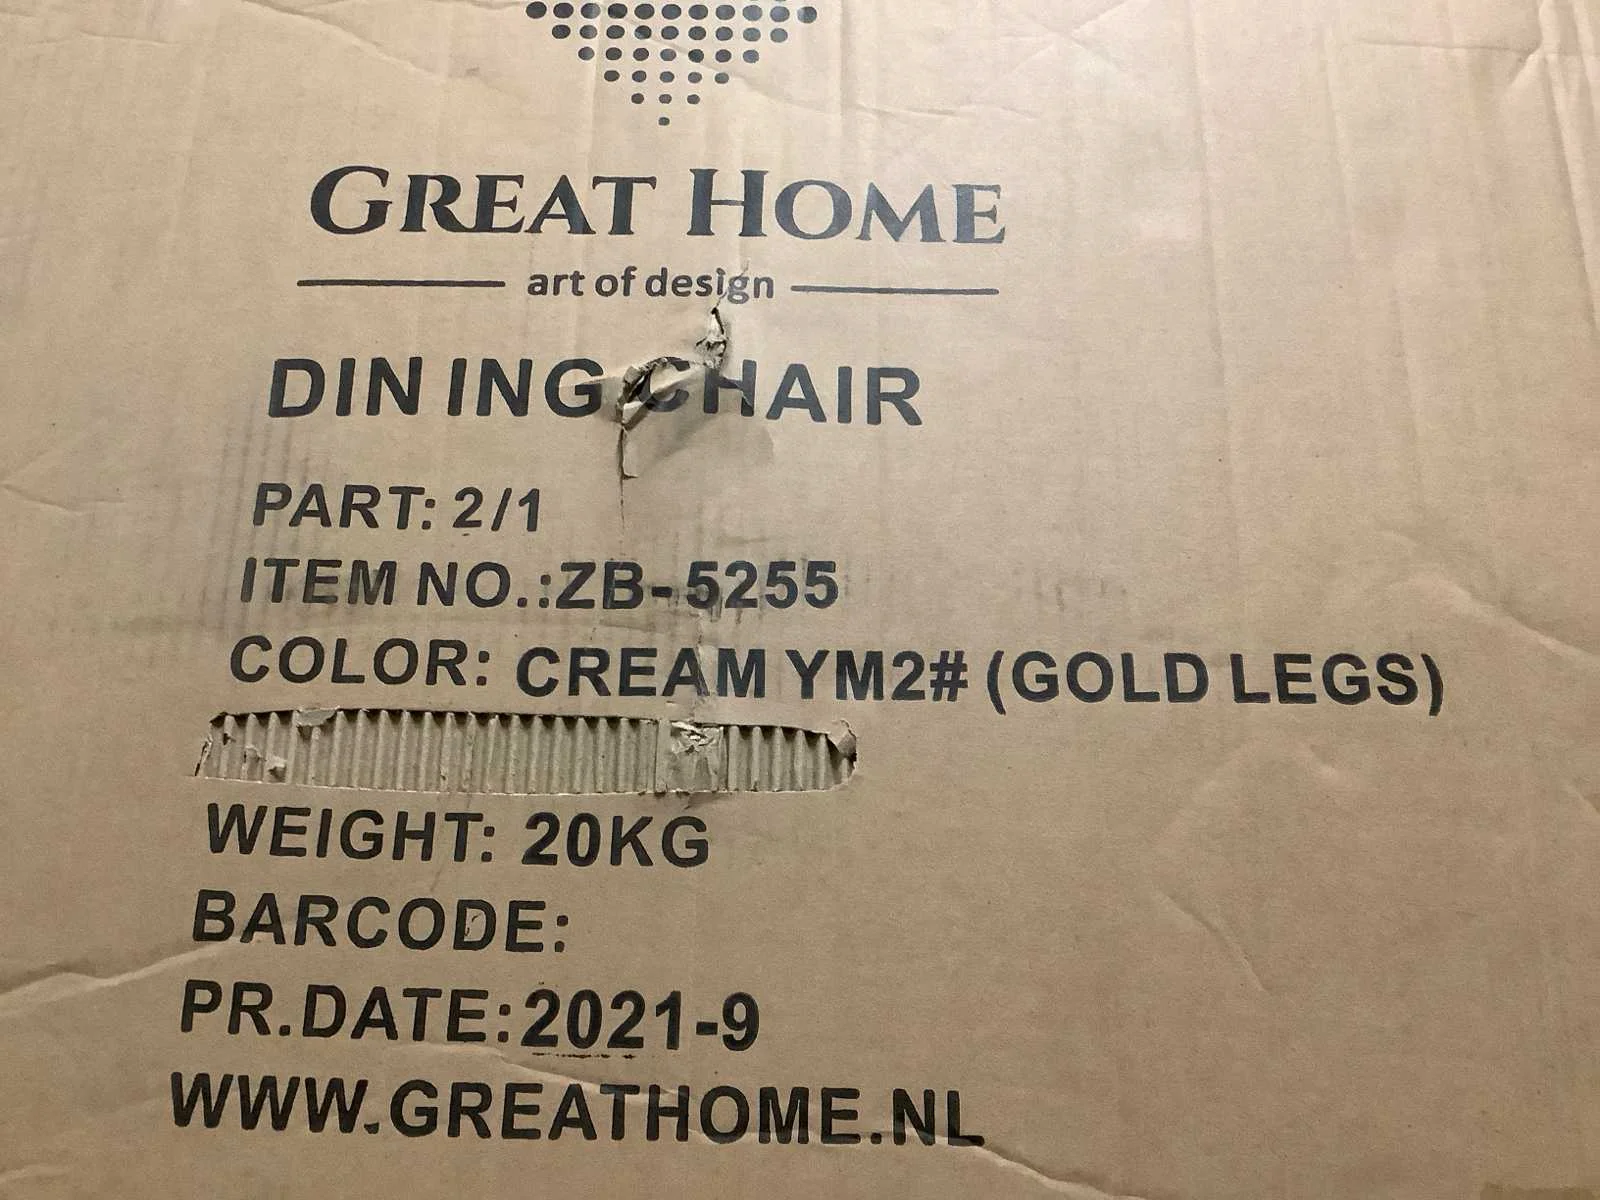 GREAT HOME
art of design
DINING CHAIR
PART: 2/1
ITEM NO.:ZB-5255
COLOR: CREAM YM2# (GOLD LEGS)
WEIGHT: 20KG
BARCODE:
PR.DATE:2021-9
WWW.GREATHOME.NL